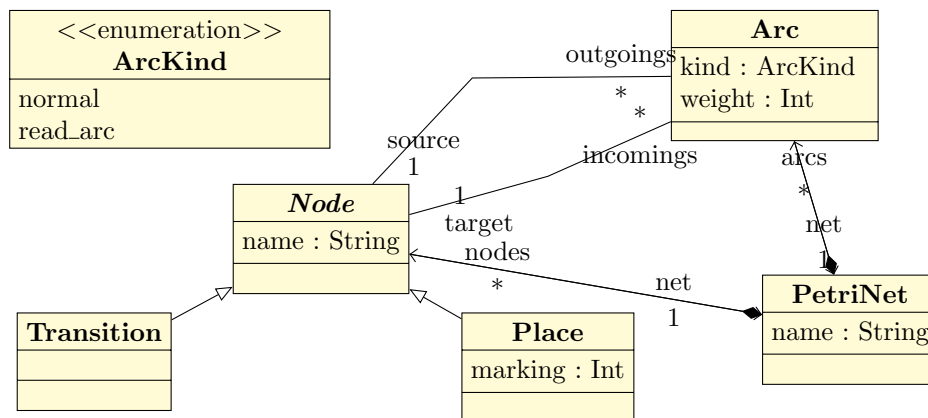 <<enumeration>>
ArcKind
normal
read_arc
Arc
kind : ArcKind
weight : Int
outgoings
*
*
source
1
incomings
arcs
*
1
target
Node
name : String
nodes
*
net
1
net
1
PetriNet
name : String
Transition
Place
marking : Int